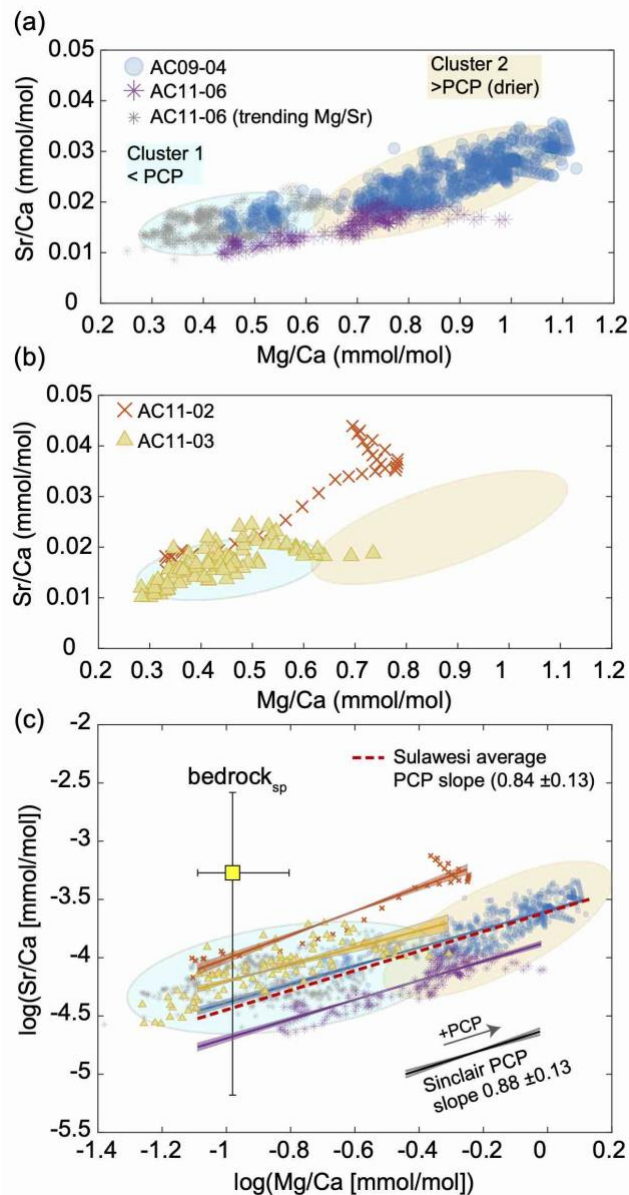 (a)
0.05
0.04
0.03
0.02
0.01
0
Sr/Ca (mmol/mol)
AC09-04
AC11-06
AC11-06 (trending Mg/Sr)
Cluster 1
< PCP
Cluster 2
>PCP (drier)
0.2 0.3 0.4 0.5 0.6 0.7 0.8 0.9 1 1.1 1.2
Mg/Ca (mmol/mol)
(b)
0.05
0.04
0.03
0.02
0.01
0
Sr/Ca (mmol/mol)
AC11-02
AC11-03
0.2 0.3 0.4 0.5 0.6 0.7 0.8 0.9 1 1.1 1.2
Mg/Ca (mmol/mol)
(c)
-2
-2.5
-3
-3.5
-4
-4.5
-5
-5.5
log(Sr/Ca [mmol/mol])
bedrocksp
Sulawesi average
PCP slope (0.84 ±0.13)
+PCP
Sinclair PCP
slope 0.88 ±0.13
-1.4 -1.2 -1 -0.8 -0.6 -0.4 -0.2 0 0.2
log(Mg/Ca [mmol/mol])